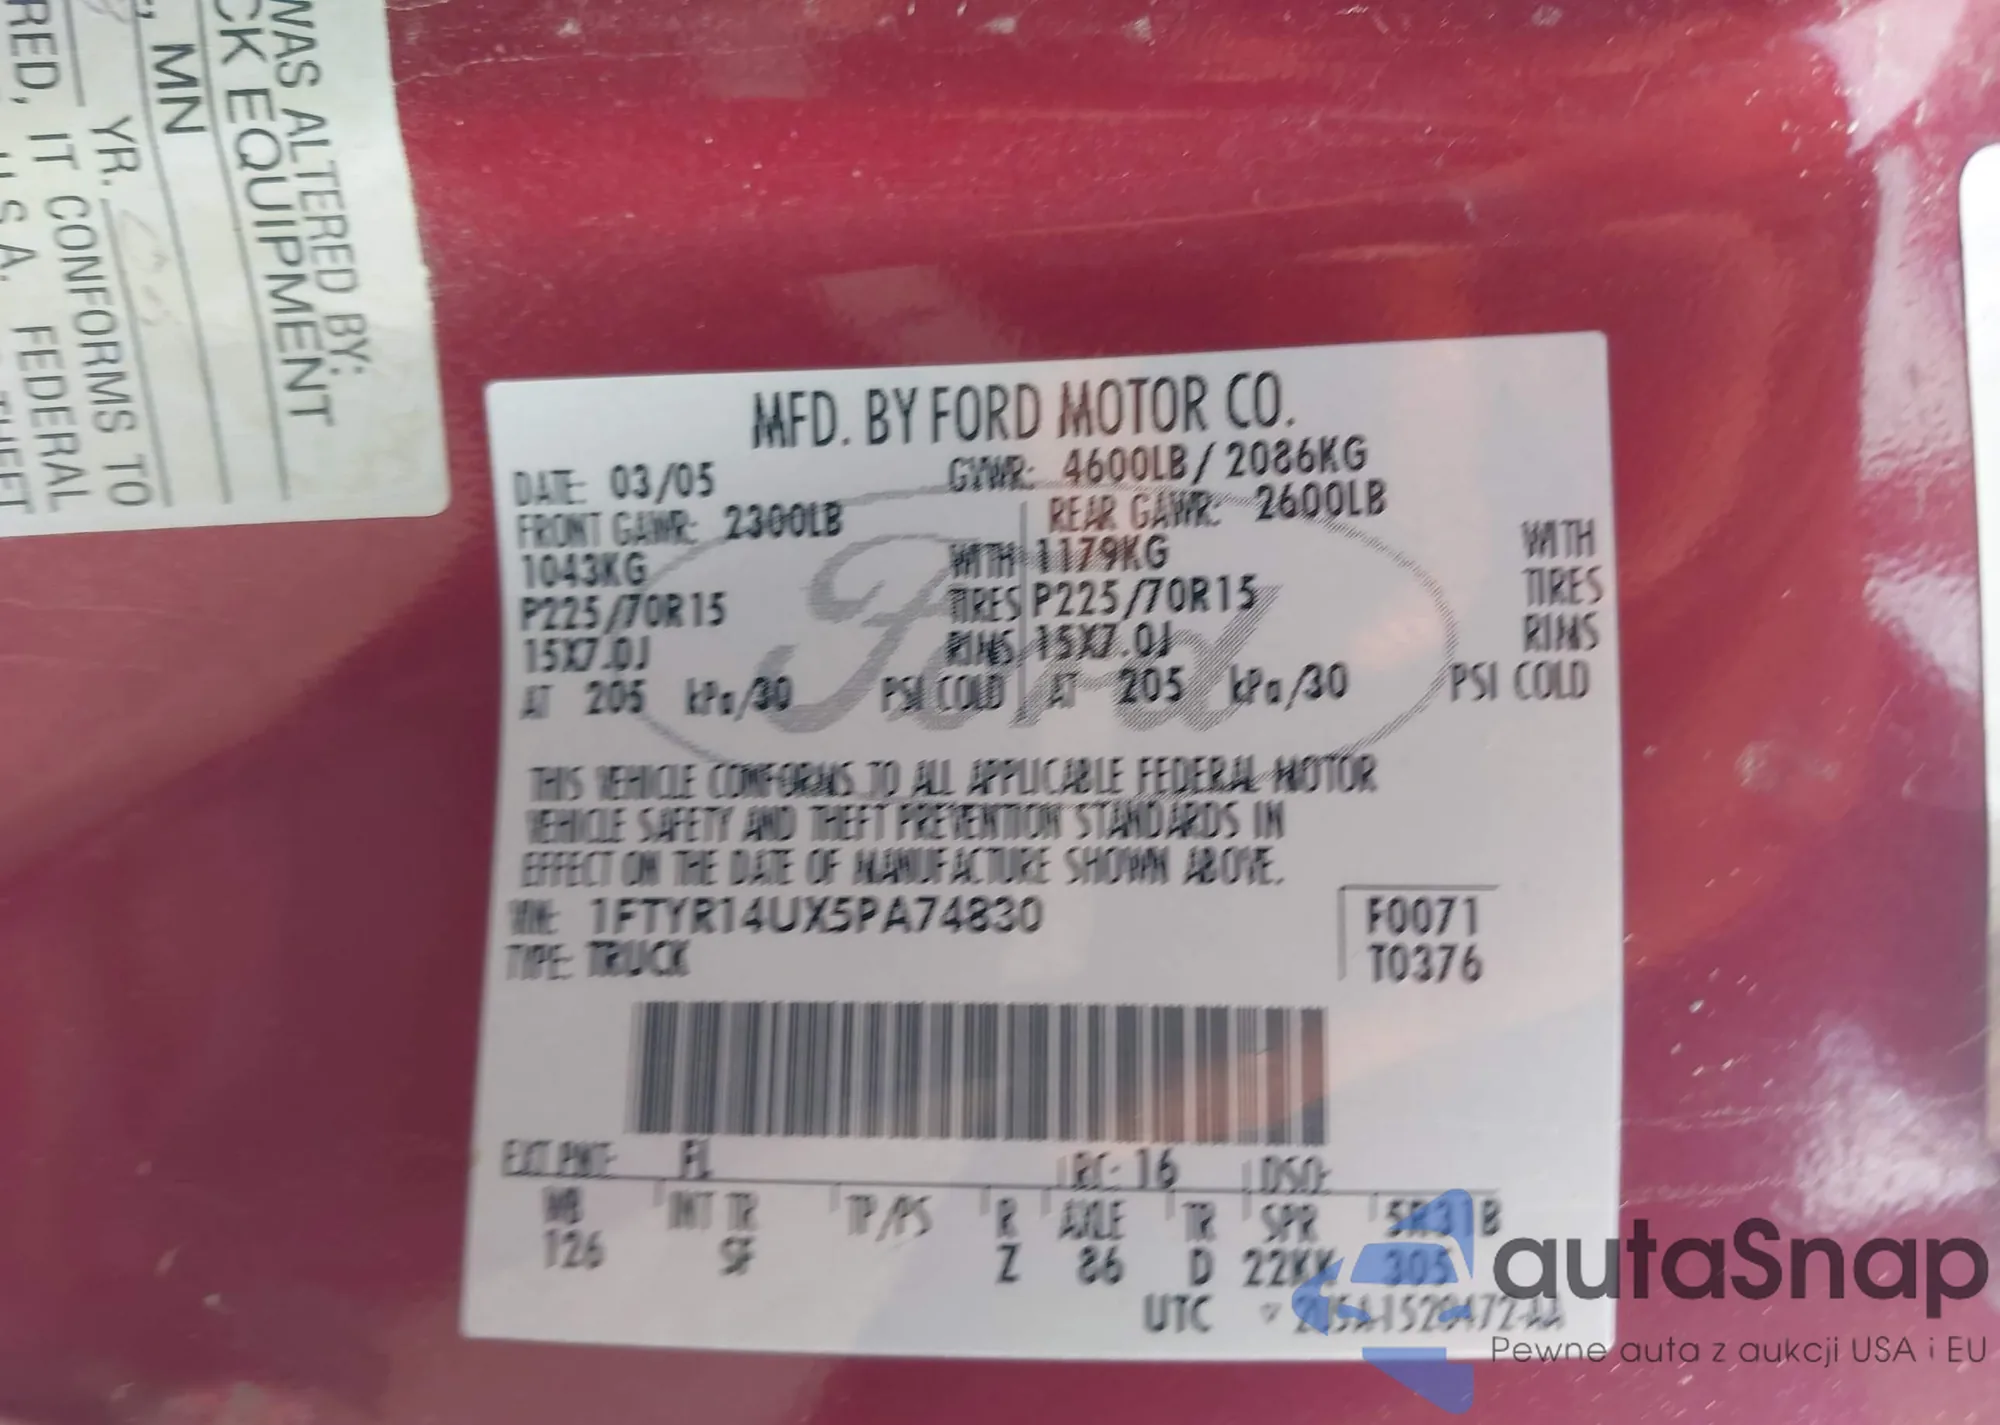 WAS ALTERED BY:
CK EQUIPMENT
, MN
YR.
RED, IT CONFORMS TO
U.S.A. FEDERAL
THEFT
MFD. BY FORD MOTOR CO.
DATE: 03/05 GVWR: 4600LB/2086KG
FRONT GAWR: 2300LB REAR GAWR: 2600LB
1043KG WITH 1179KG WITH
P225/70R15 TIRES P225/70R15 TIRES
15X7.0J RIMS 15X7.0J RIMS
AT 205 kPa/30 PSI COLD AT 205 kPa/30 PSI COLD
Ford
THIS VEHICLE CONFORMS TO ALL APPLICABLE FEDERAL MOTOR
VEHICLE SAFETY AND THEFT PREVENTION STANDARDS IN
EFFECT ON THE DATE OF MANUFACTURE SHOWN ABOVE.
VIN: 1FTYR14UX5PA74830 F0071
TYPE: TRUCK T0376
EXT PNT: FL RC: 16 DSO:
WB INT TR TP/PS R AXLE TR SPR
126 SF Z 86 D 22KK 305
UTC
autaSnap
Pewne auta z aukcji USA i EU